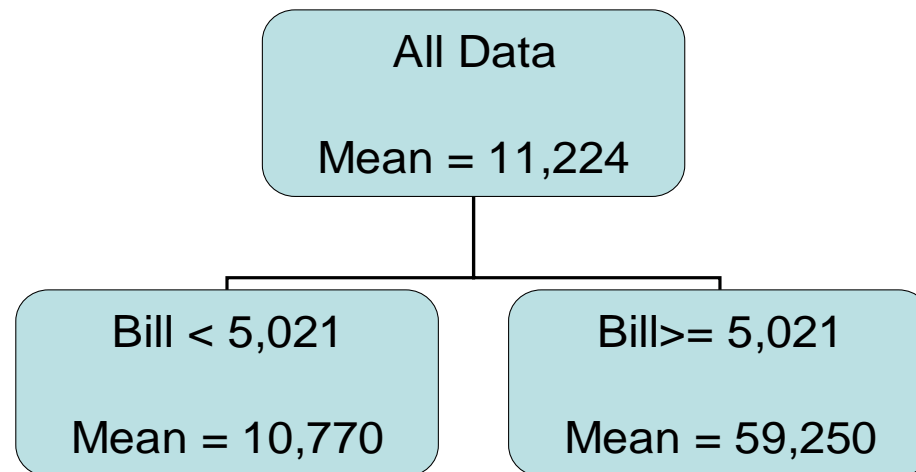 All Data
Mean = 11,224
Bill < 5,021
Mean = 10,770
Bill>= 5,021
Mean = 59,250